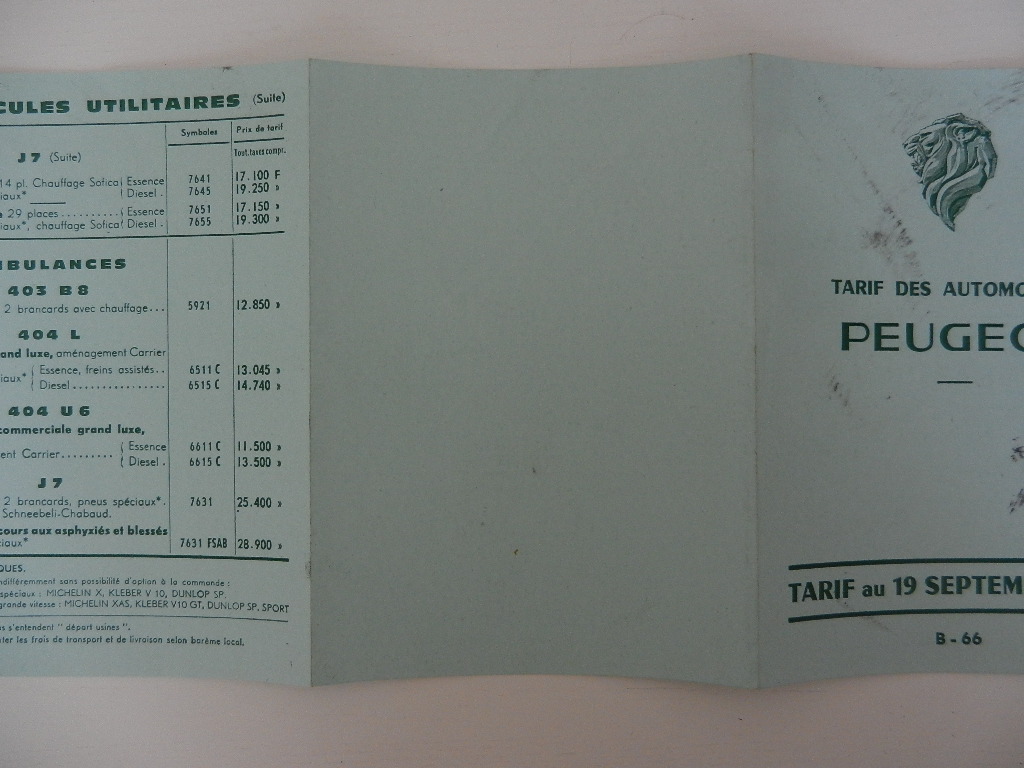 CULES UTILITAIRES (Suite)
Symboles Prix de tarif
Tout.taxes compr.
J 7 (Suite)
14 pl. Chauffage Sofica Essence 7641 17.100 F
iaux* Diesel . 7645 19.250 »
29 places .......... Essence 7651 17.150 »
iaux*, chauffage Sofica Diesel . 7655 19.300 »
BULANCES
403 B 8
2 brancards avec chauffage... 5921 12.850 »
404 L
and luxe, aménagement Carrier
iaux* Essence, freins assistés.. 6511 C 13.045 »
Diesel ................ 6515 C 14.740 »
404 U 6
commerciale grand luxe,
ent Carrier......... Essence 6611 C 11.500 »
Diesel . 6615 C 13.500 »
J 7
2 brancards, pneus spéciaux*. 7631 25.400 »
Schneebeli-Chabaud.
cours aux asphyxiés et blessés
iaux* 7631 FSAB 28.900 »
QUES.
ndifféremment sans possibilité d'option à la commande :
spéciaux : MICHELIN X, KLEBER V 10, DUNLOP SP.
grande vitesse : MICHELIN XAS, KLEBER V10 GT, DUNLOP SP. SPORT
s s'entendent " départ usines ".
ter les frais de transport et de livraison selon barème local.
TARIF DES AUTOMO
PEUGEO
TARIF au 19 SEPTEM
B - 66